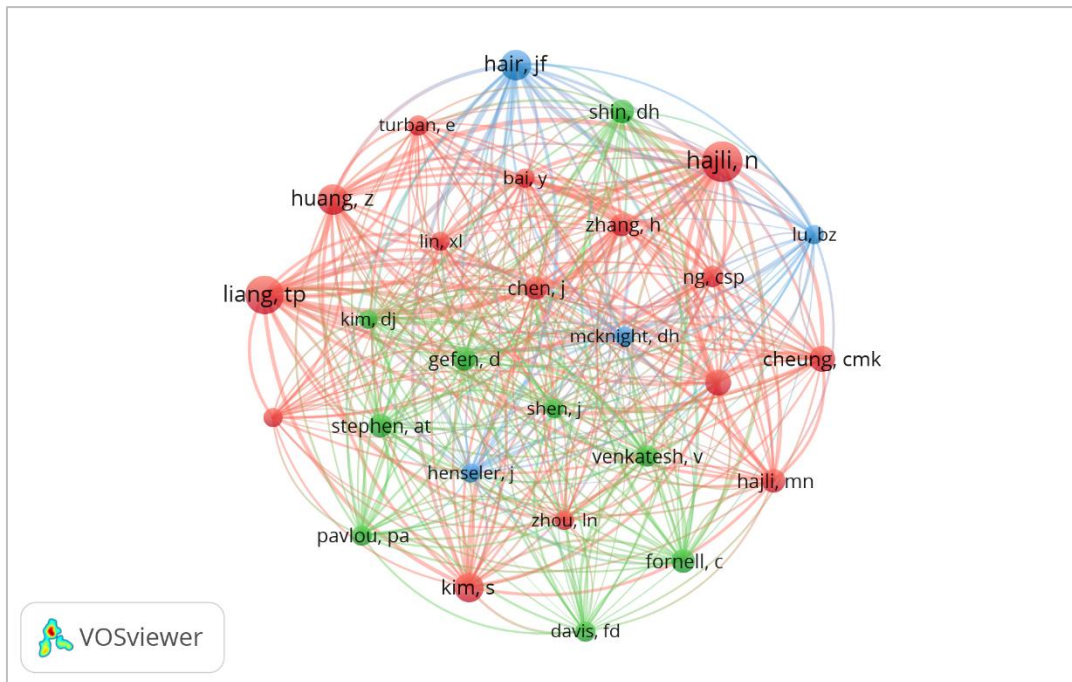 hair, jf
shin, dh
turban, e
hajli, n
bai, y
huang, z
zhang, h
lu, bz
lin, xl
ng, csp
chen, j
liang, tp
kim, dj
mcknight, dh
gefen, d
cheung, cmk
shen, j
stephen, at
venkatesh, v
henseler, j
hajli, mn
zhou, ln
pavlou, pa
fornell, c
kim, s
davis, fd
VOSviewer